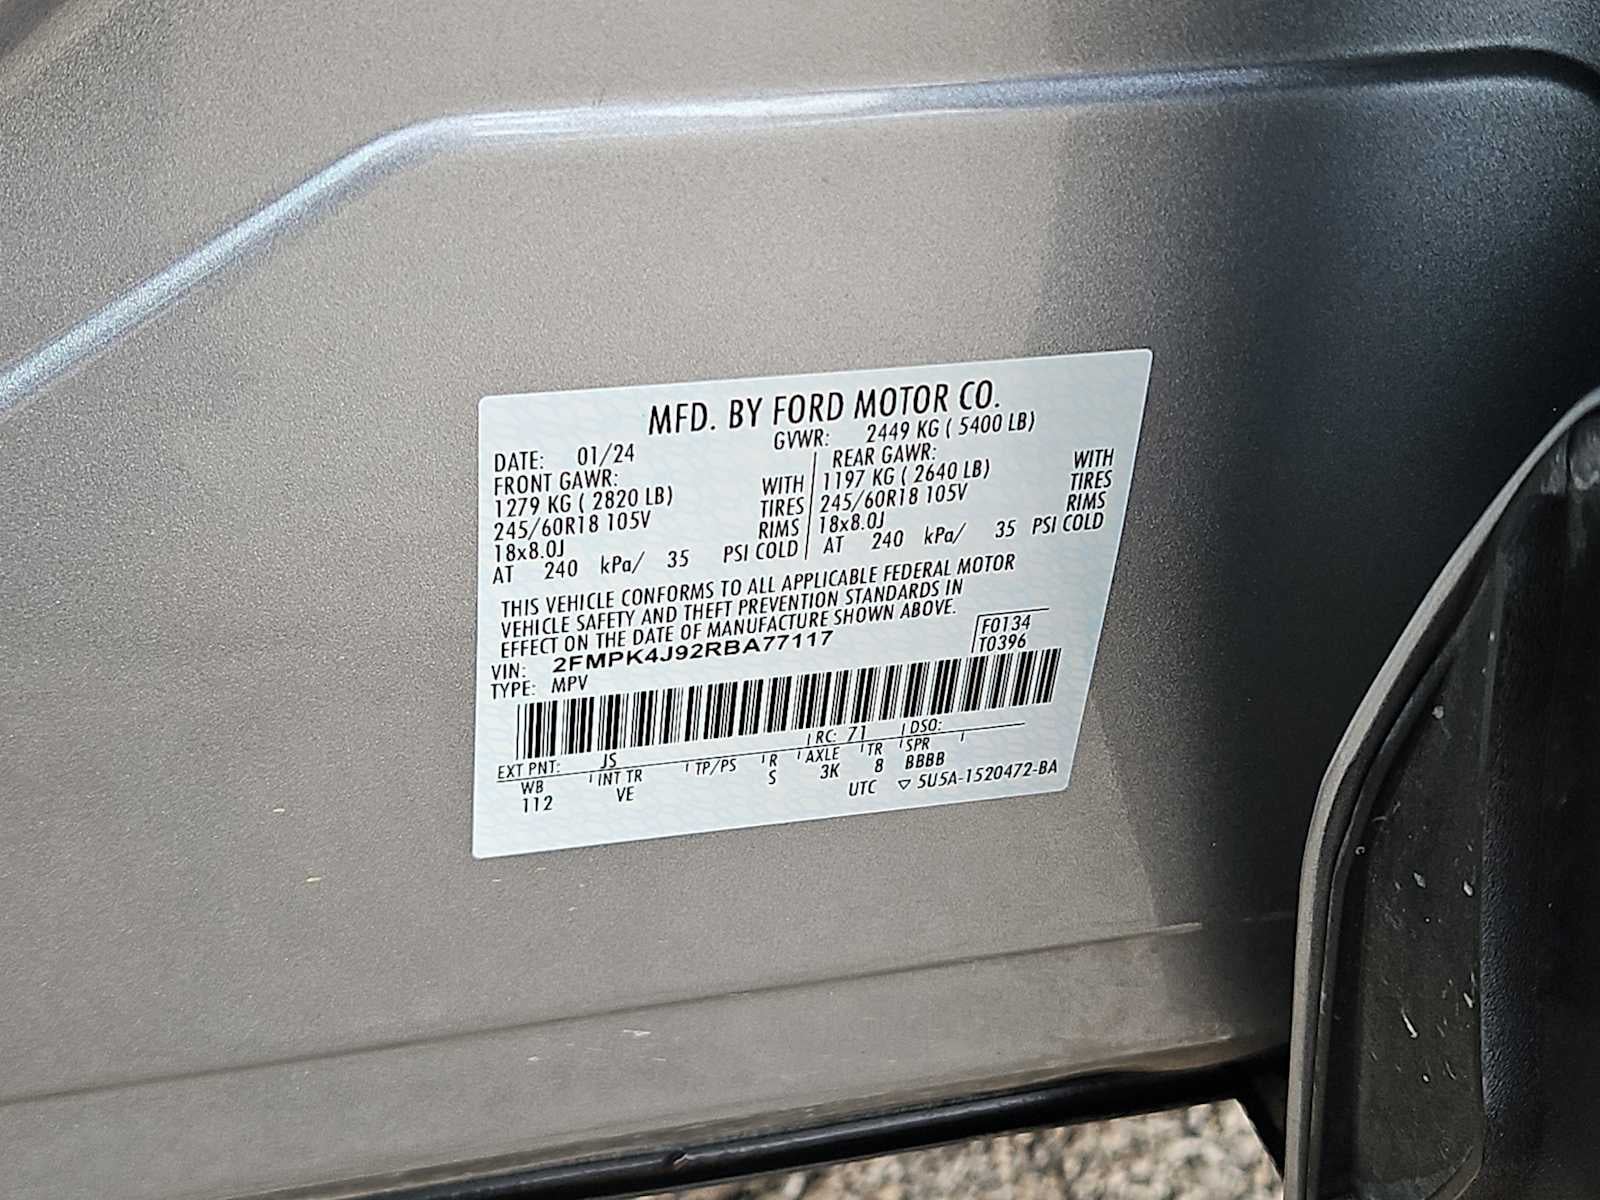 MFD. BY FORD MOTOR CO.
DATE: 01/24 GVWR: 2449 KG ( 5400 LB)
FRONT GAWR: REAR GAWR:
1279 KG ( 2820 LB) WITH 1197 KG ( 2640 LB) WITH
245/60R18 105V TIRES 245/60R18 105V TIRES
18x8.0J RIMS 18x8.0J RIMS
AT 240 kPa/ 35 PSI COLD AT 240 kPa/ 35 PSI COLD
THIS VEHICLE CONFORMS TO ALL APPLICABLE FEDERAL MOTOR
VEHICLE SAFETY AND THEFT PREVENTION STANDARDS IN
EFFECT ON THE DATE OF MANUFACTURE SHOWN ABOVE.
VIN: 2FMPK4J92RBA77117 F0134
TYPE: MPV T0396
EXT PNT: JS RC: 71 DSO:
WB INT TR TP/PS R AXLE TR SPR
112 VE S 3K 8 BBBB
UTC ▽ 5U5A-1520472-BA